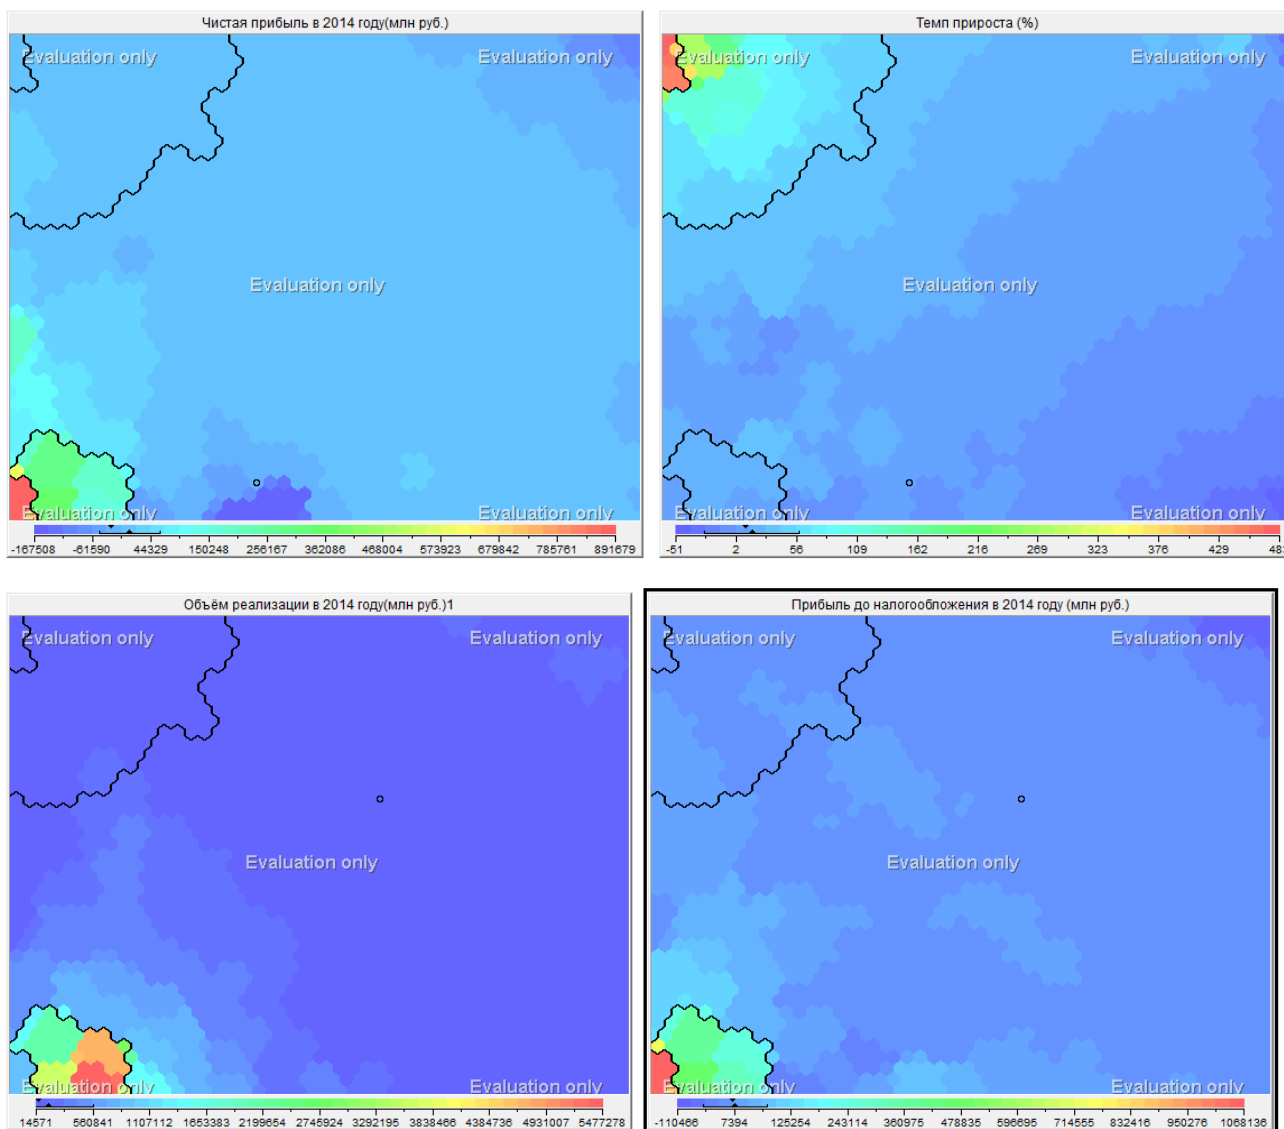 Чистая прибыль в 2014 году(млн руб.)
Evaluation only
Evaluation only
Evaluation only
Evaluation only
Evaluation only
-167508 -61590 44329 150248 256167 362086 468004 573923 679842 785761 891679
Темп прироста (%)
Evaluation only
Evaluation only
Evaluation only
Evaluation only
Evaluation only
-51 2 56 109 162 216 269 323 376 429
Объём реализации в 2014 году(млн руб.)1
Evaluation only
Evaluation only
Evaluation only
Evaluation only
Evaluation only
14571 560841 1107112 1653383 2199654 2745924 3292195 3838466 4384736 4931007 5477278
Прибыль до налогообложения в 2014 году (млн руб.)
Evaluation only
Evaluation only
Evaluation only
Evaluation only
Evaluation only
-110466 7394 125254 243114 360975 478835 596695 714555 832416 950276 1068136